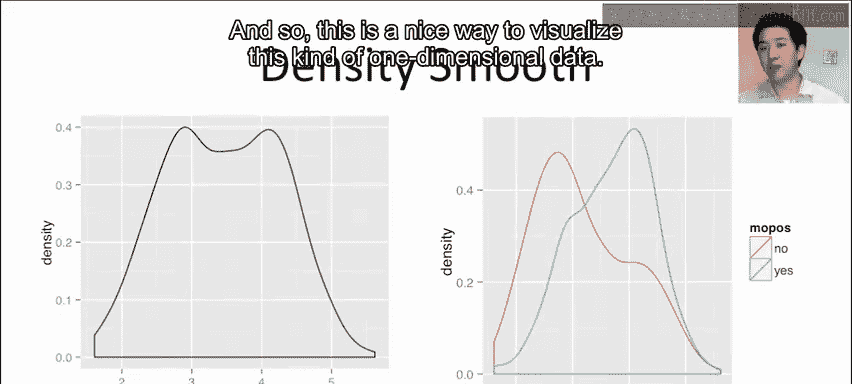 And so, this is a nice way to visualize
this kind of one-dimensional data.
Density Smooth
0.4
0.3
0.2
0.1
0.0
density
2
3
4
5
0.4
0.2
0.0
density
mopos
no
yes